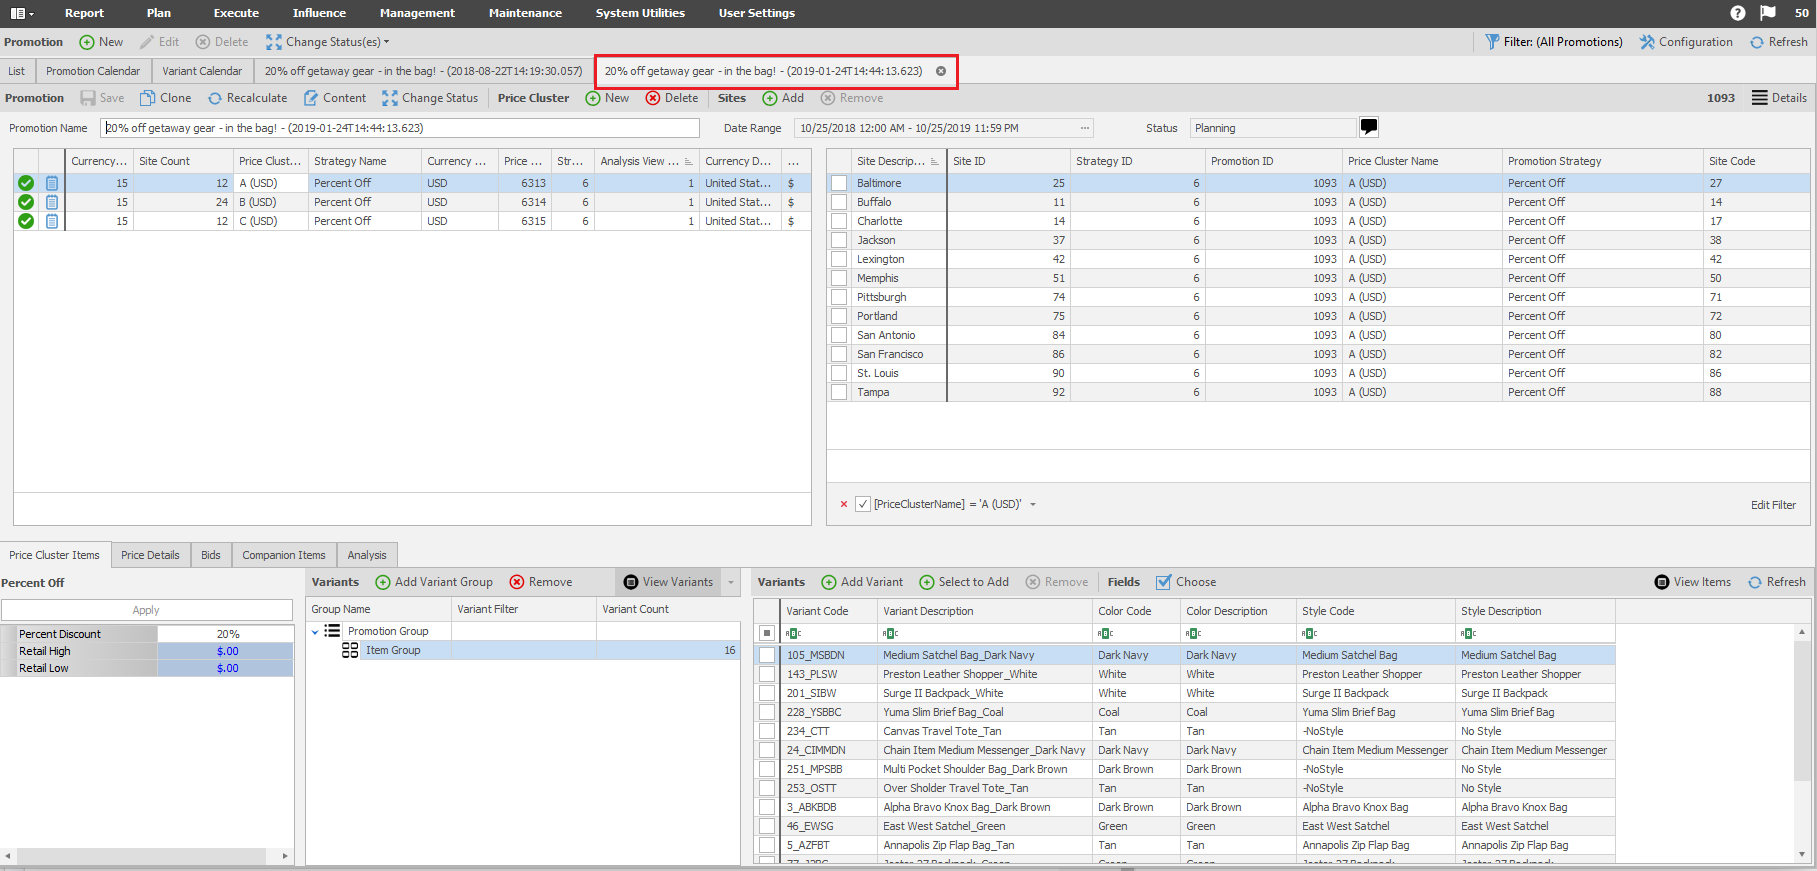 Report Plan Execute Influence Management Maintenance System Utilities User Settings 50
Promotion New Edit Delete Change Status(es) Filter: (All Promotions) Configuration Refresh
List Promotion Calendar Variant Calendar 20% off getaway gear - in the bag! - (2018-08-22T14:19:30.057) 20% off getaway gear - in the bag! - (2019-01-24T14:44:13.623)
Promotion Save Clone Recalculate Content Change Status Price Cluster New Delete Sites Add Remove 1093 Details
Promotion Name 20% off getaway gear - in the bag! - (2019-01-24T14:44:13.623) Date Range 10/25/2018 12:00 AM - 10/25/2019 11:59 PM ... Status Planning
Currency... Site Count Price Clust... Strategy Name Currency ... Price ... Str... Analysis View ... Currency D... ...
15 12 A (USD) Percent Off USD 6313 6 1 United Stat... $
15 24 B (USD) Percent Off USD 6314 6 1 United Stat... $
15 12 C (USD) Percent Off USD 6315 6 1 United Stat... $
Site Descrip... Site ID Strategy ID Promotion ID Price Cluster Name Promotion Strategy Site Code
Baltimore 25 6 1093 A (USD) Percent Off 27
Buffalo 11 6 1093 A (USD) Percent Off 14
Charlotte 14 6 1093 A (USD) Percent Off 17
Jackson 37 6 1093 A (USD) Percent Off 38
Lexington 42 6 1093 A (USD) Percent Off 42
Memphis 51 6 1093 A (USD) Percent Off 50
Pittsburgh 74 6 1093 A (USD) Percent Off 71
Portland 75 6 1093 A (USD) Percent Off 72
San Antonio 84 6 1093 A (USD) Percent Off 80
San Francisco 86 6 1093 A (USD) Percent Off 82
St. Louis 90 6 1093 A (USD) Percent Off 86
Tampa 92 6 1093 A (USD) Percent Off 88
[PriceClusterName] = 'A (USD)' Edit Filter
Price Cluster Items Price Details Bids Companion Items Analysis
Percent Off
Apply
Percent Discount 20%
Retail High $.00
Retail Low $.00
Variants Add Variant Group Remove View Variants
Group Name Variant Filter Variant Count
Promotion Group
Item Group 16
Variants Add Variant Select to Add Remove Fields Choose View Items Refresh
Variant Code Variant Description Color Code Color Description Style Code Style Description
ABC ABC ABC ABC ABC ABC
105_MSBDN Medium Satchel Bag_Dark Navy Dark Navy Dark Navy Medium Satchel Bag Medium Satchel Bag
143_PLSW Preston Leather Shopper_White White White Preston Leather Shopper Preston Leather Shopper
201_SIBW Surge II Backpack_White White White Surge II Backpack Surge II Backpack
228_YSBBC Yuma Slim Brief Bag_Coal Coal Coal Yuma Slim Brief Bag Yuma Slim Brief Bag
234_CTT Canvas Travel Tote_Tan Tan Tan -NoStyle No Style
24_CIMMDN Chain Item Medium Messenger_Dark Navy Dark Navy Dark Navy Chain Item Medium Messenger Chain Item Medium Messenger
251_MPSBB Multi Pocket Shoulder Bag_Dark Brown Dark Brown Dark Brown -NoStyle No Style
253_OSTT Over Sholder Travel Tote_Tan Tan Tan -NoStyle No Style
3_ABKBDB Alpha Bravo Knox Bag_Dark Brown Dark Brown Dark Brown Alpha Bravo Knox Bag Alpha Bravo Knox Bag
46_EWSG East West Satchel_Green Green Green East West Satchel East West Satchel
5_AZFBT Annapolis Zip Flap Bag_Tan Tan Tan Annapolis Zip Flap Bag Annapolis Zip Flap Bag